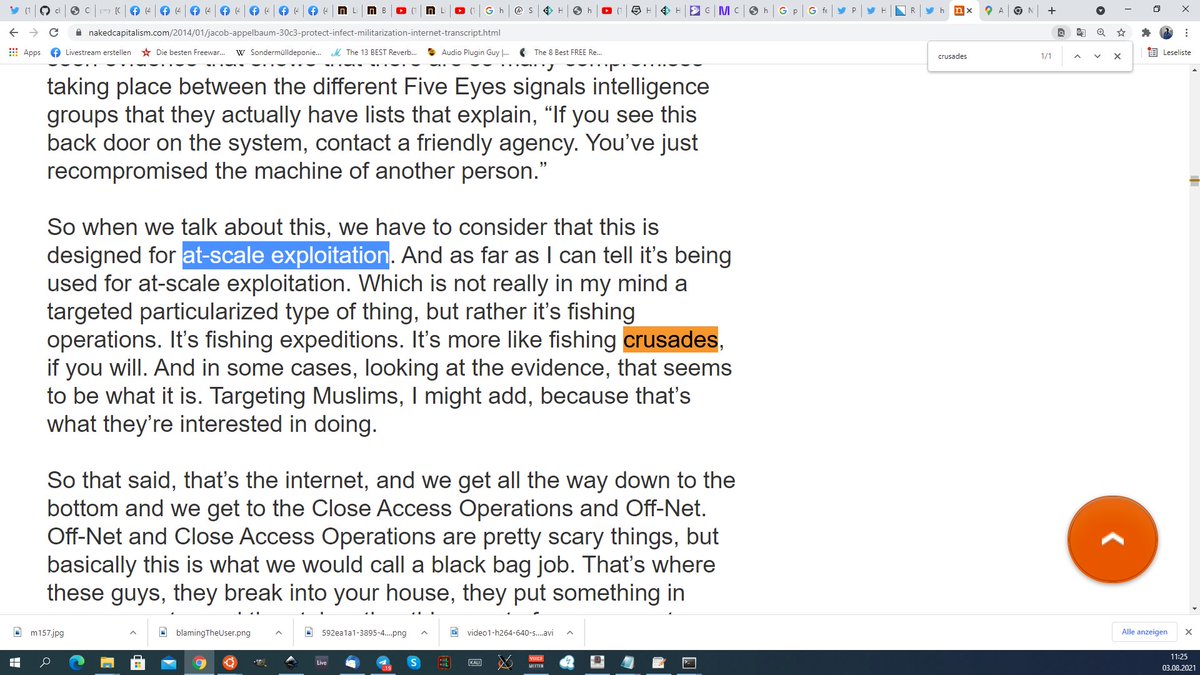 nakedcapitalism.com/2014/01/jacob-appelbaum-30c3-protect-infect-militarization-internet-transcript.html
Apps Livestream erstellen Die besten Freewar... Sondermülldeponie... The 13 BEST Reverb... Audio Plugin Guy |... The 8 Best FREE Re... Leseliste
crusades 1/1
taking place between the different Five Eyes signals intelligence
groups that they actually have lists that explain, “If you see this
back door on the system, contact a friendly agency. You’ve just
recompromised the machine of another person.”
So when we talk about this, we have to consider that this is
designed for at-scale exploitation. And as far as I can tell it’s being
used for at-scale exploitation. Which is not really in my mind a
targeted particularized type of thing, but rather it’s fishing
operations. It’s fishing expeditions. It’s more like fishing crusades,
if you will. And in some cases, looking at the evidence, that seems
to be what it is. Targeting Muslims, I might add, because that’s
what they’re interested in doing.
So that said, that’s the internet, and we get all the way down to the
bottom and we get to the Close Access Operations and Off-Net.
Off-Net and Close Access Operations are pretty scary things, but
basically this is what we would call a black bag job. That’s where
these guys, they break into your house, they put something in
m157.jpg blamingTheUser.png 592ea1a1-3895-4....png video1-h264-640-s....avi Alle anzeigen
Live
11:25
03.08.2021